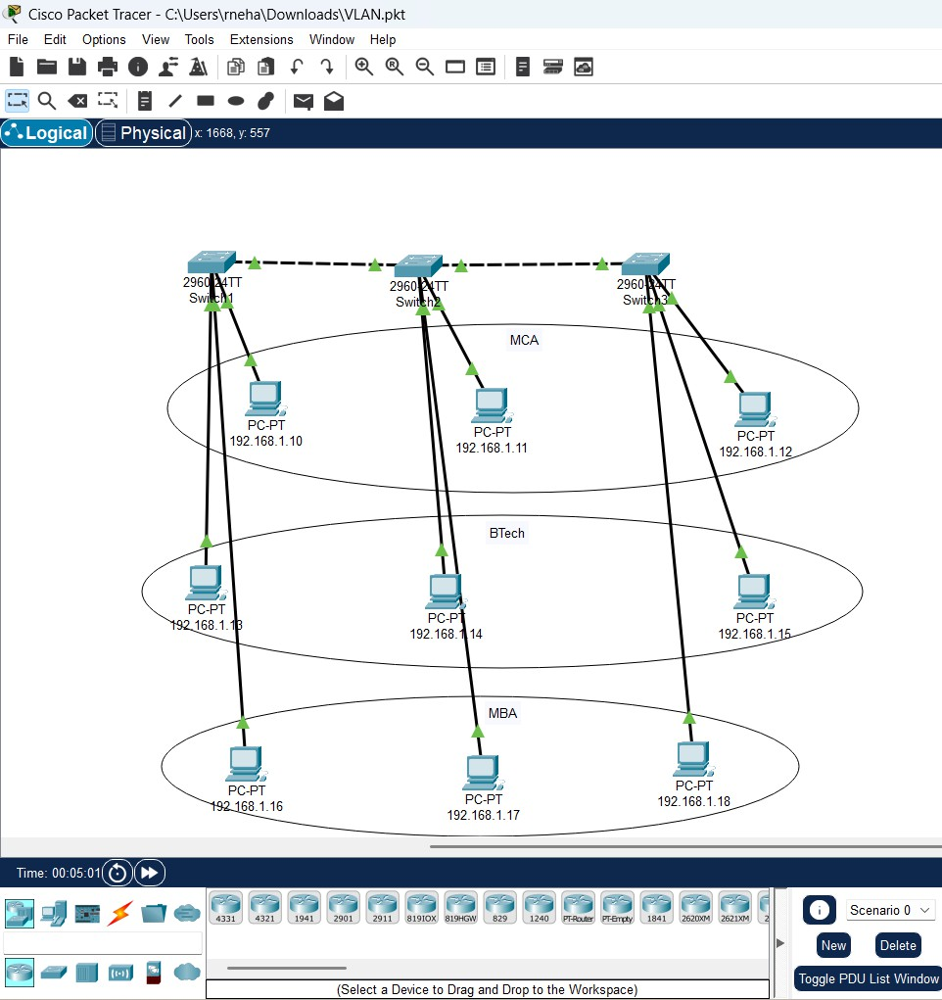 Cisco Packet Tracer - C:\Users\rneha\Downloads\VLAN.pkt
File Edit Options View Tools Extensions Window Help
Logical Physical x: 1668, y: 557
2960-24TT
Switch1
2960-24TT
Switch2
2960-24TT
Switch3
MCA
PC-PT
192.168.1.10
PC-PT
192.168.1.11
PC-PT
192.168.1.12
BTech
PC-PT
192.168.1.13
PC-PT
192.168.1.14
PC-PT
192.168.1.15
MBA
PC-PT
192.168.1.16
PC-PT
192.168.1.17
PC-PT
192.168.1.18
Time: 00:05:01
4331 4321 1941 2901 2911 819IOX 819HGW 829 1240 PT-Router PT-Empty 1841 2620XM 2621XM 2
Scenario 0
New Delete
Toggle PDU List Window
(Select a Device to Drag and Drop to the Workspace)